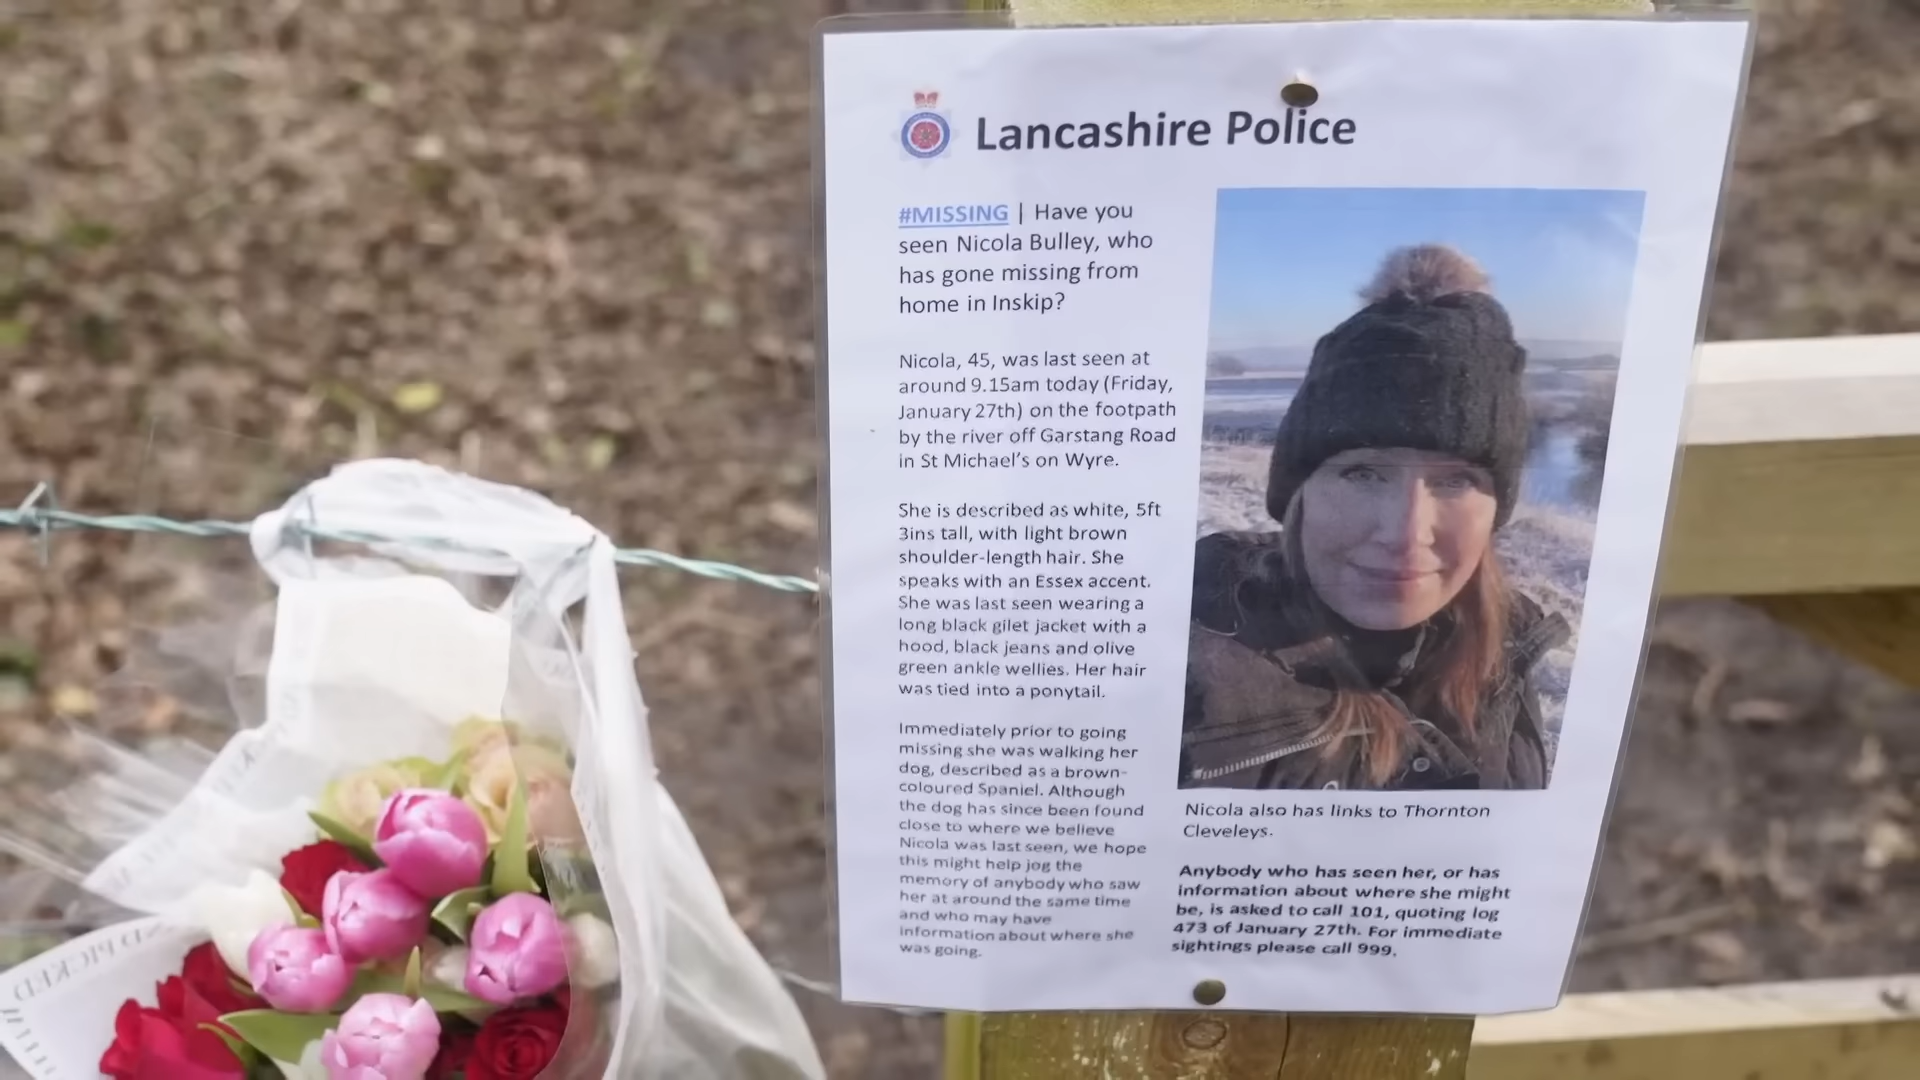 Lancashire Police
#MISSING | Have you
seen Nicola Bulley, who
has gone missing from
home in Inskip?
Nicola, 45, was last seen at
around 9.15am today (Friday,
January 27th) on the footpath
by the river off Garstang Road
in St Michael's on Wyre.
She is described as white, 5ft
3ins tall, with light brown
shoulder-length hair. She
speaks with an Essex accent.
She was last seen wearing a
long black gilet jacket with a
hood, black jeans and olive
green ankle wellies. Her hair
was tied into a ponytail.
Immediately prior to going
missing she was walking her
dog, described as a brown-
coloured Spaniel. Although
the dog has since been found
close to where we believe
Nicola was last seen, we hope
this might help jog the
memory of anybody who saw
her at around the same time
and who may have
information about where she
was going.
Nicola also has links to Thornton
Cleveleys.
Anybody who has seen her, or has
information about where she might
be, is asked to call 101, quoting log
473 of January 27th. For immediate
sightings please call 999.